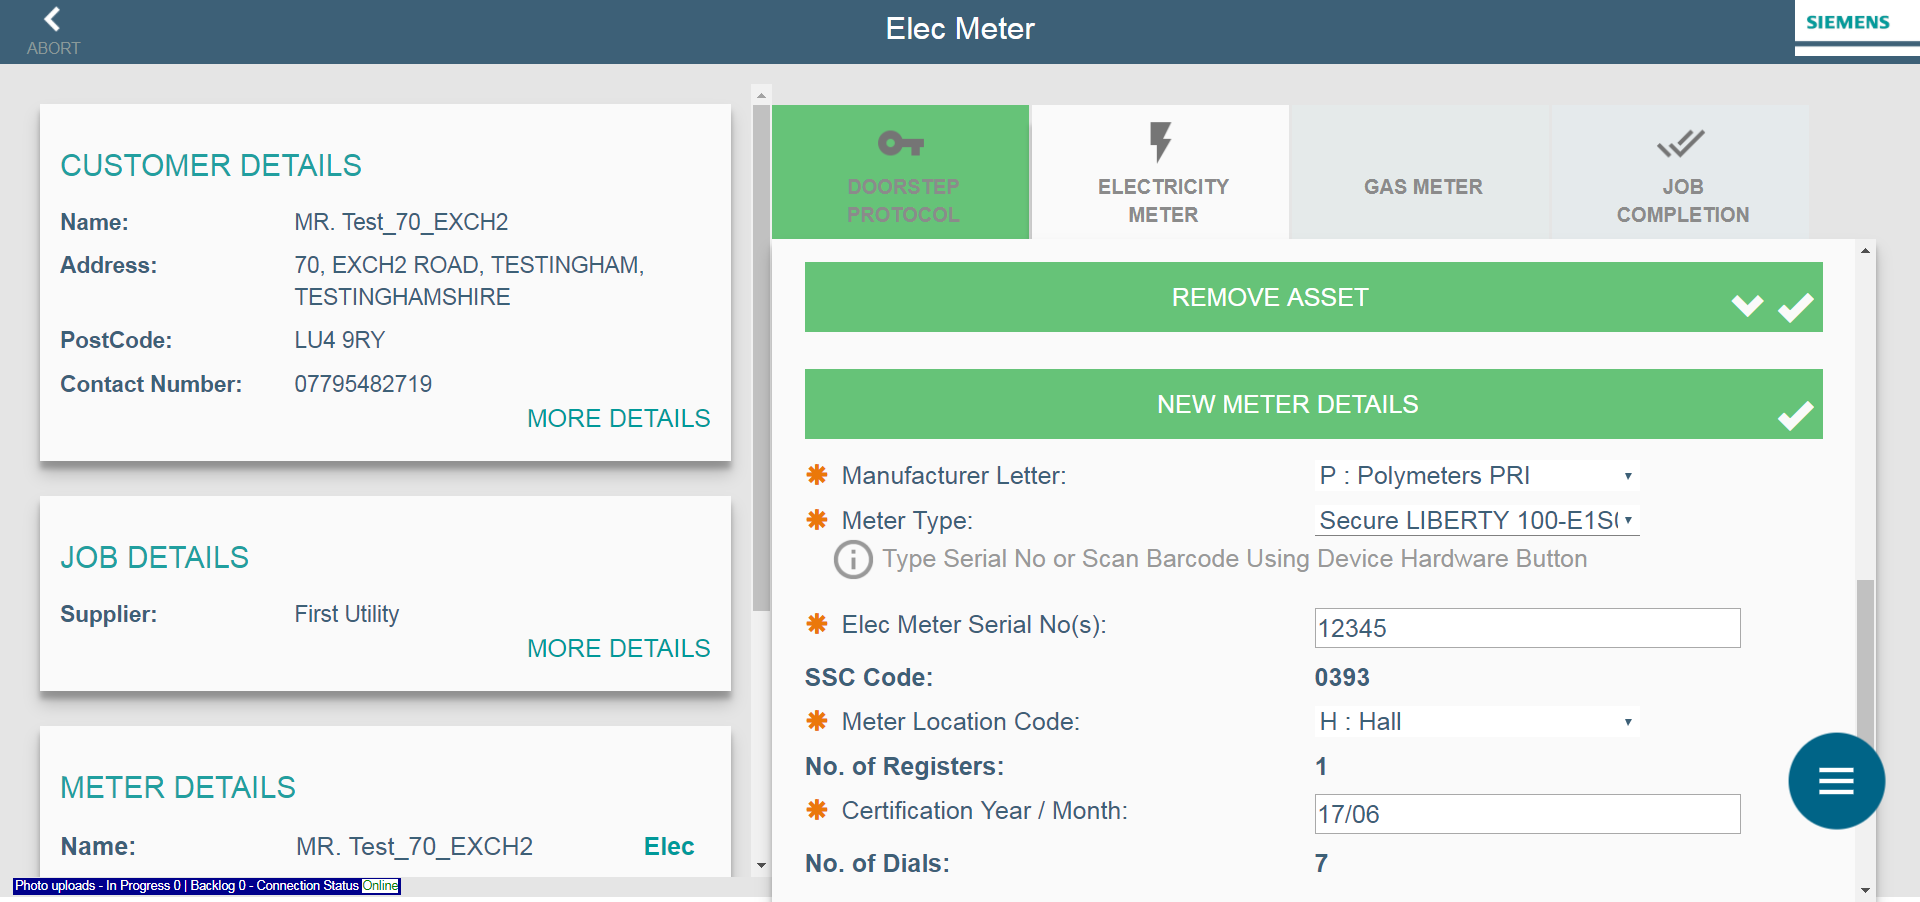 ABORT
Elec Meter
SIEMENS
CUSTOMER DETAILS
Name: MR. Test_70_EXCH2
Address: 70, EXCH2 ROAD, TESTINGHAM,
TESTINGHAMSHIRE
PostCode: LU4 9RY
Contact Number: 07795482719
MORE DETAILS
JOB DETAILS
Supplier: First Utility
MORE DETAILS
METER DETAILS
Name: MR. Test_70_EXCH2 Elec
Photo uploads - In Progress 0 | Backlog 0 - Connection Status Online
DOORSTEP
PROTOCOL
ELECTRICITY
METER
GAS METER
JOB
COMPLETION
REMOVE ASSET
NEW METER DETAILS
Manufacturer Letter: P : Polymeters PRI
Meter Type: Secure LIBERTY 100-E1S
Type Serial No or Scan Barcode Using Device Hardware Button
Elec Meter Serial No(s): 12345
SSC Code: 0393
Meter Location Code: H : Hall
No. of Registers: 1
Certification Year / Month: 17/06
No. of Dials: 7